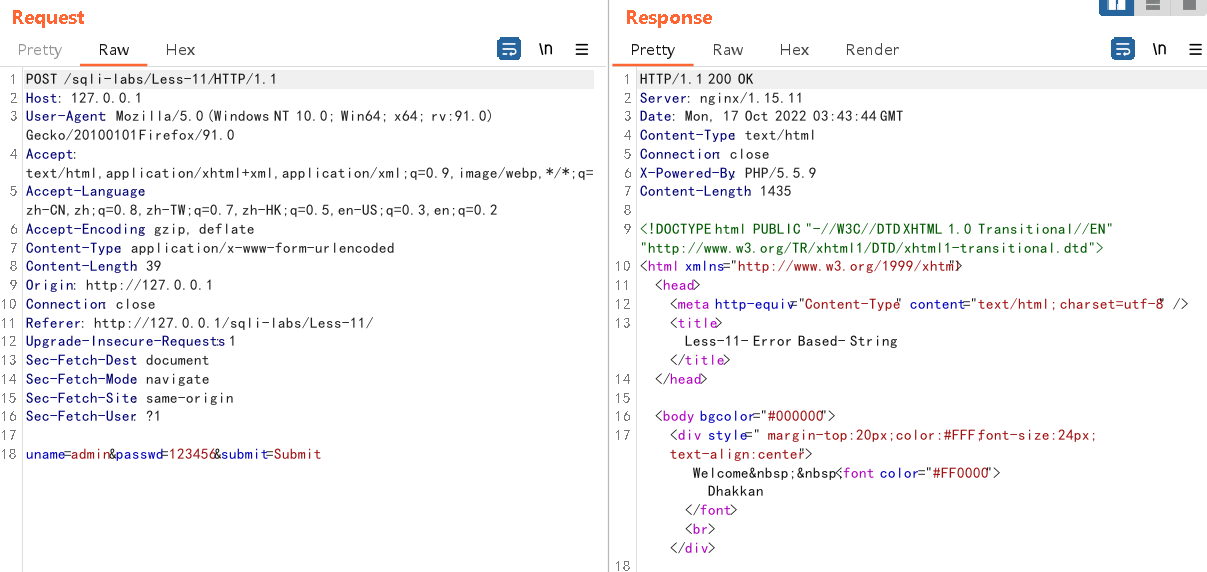 Request
Pretty Raw Hex \n
1 POST /sqli-labs/Less-11/HTTP/1.1
2 Host: 127.0.0.1
3 User-Agent Mozilla/5.0 (Windows NT 10.0; Win64; x64; rv:91.0)
Gecko/20100101Firefox/91.0
4 Accept:
text/html,application/xhtml+xml,application/xml;q=0.9,image/webp,*/*;q=
5 Accept-Language
zh-CN,zh;q=0.8,zh-TW;q=0.7,zh-HK;q=0.5,en-US;q=0.3,en;q=0.2
6 Accept-Encoding gzip, deflate
7 Content-Type application/x-www-form-urlencoded
8 Content-Length 39
9 Origin: http://127.0.0.1
10 Connection close
11 Referer: http://127.0.0.1/sqli-labs/Less-11/
12 Upgrade-Insecure-Requests: 1
13 Sec-Fetch-Dest document
14 Sec-Fetch-Mode navigate
15 Sec-Fetch-Site same-origin
16 Sec-Fetch-User: ?1
17
18 uname=admin&passwd=123456&submit=Submit
Response
Pretty Raw Hex Render \n
1 HTTP/1.1 200 OK
2 Server: nginx/1.15.11
3 Date: Mon, 17 Oct 2022 03:43:44 GMT
4 Content-Type text/html
5 Connection close
6 X-Powered-By PHP/5.5.9
7 Content-Length 1435
8
9 <!DOCTYPE html PUBLIC "-//W3C//DTD XHTML 1.0 Transitional//EN"
"http://www.w3.org/TR/xhtml1/DTD/xhtml1-transitional.dtd">
10 <html xmlns="http://www.w3.org/1999/xhtml">
11 <head>
12 <meta http-equiv="Content-Type" content="text/html; charset=utf-8" />
13 <title>
Less-11- Error Based- String
</title>
14 </head>
15
16 <body bgcolor="#000000">
17 <div style=" margin-top:20px;color:#FFF;font-size:24px;
text-align:center">
Welcome&nbsp;&nbsp;<font color="#FF0000">
Dhakkan
</font>
<br>
</div>
18